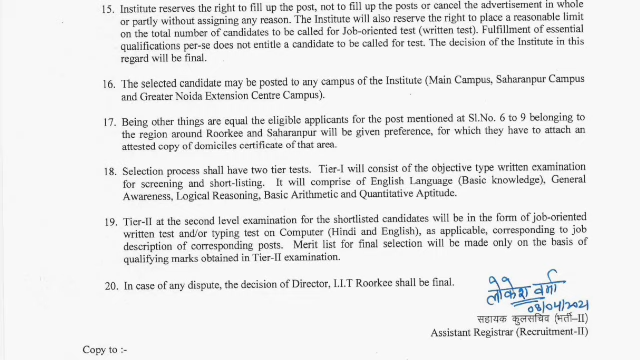 15. Institute reserves the right to fill up the post, not to fill up the posts or cancel the advertisement in whole
or partly without assigning any reason. The Institute will also reserve the right to place a reasonable limit
on the total number of candidates to be called for Job-oriented test (written test). Fulfillment of essential
qualifications per-se does not entitle a candidate to be called for test. The decision of the Institute in this
regard will be final.
16. The selected candidate may be posted to any campus of the Institute (Main Campus, Saharanpur Campus
and Greater Noida Extension Centre Campus).
17. Being other things are equal the eligible applicants for the post mentioned at Sl.No. 6 to 9 belonging to
the region around Roorkee and Saharanpur will be given preference, for which they have to attach an
attested copy of domiciles certificate of that area.
18. Selection process shall have two tier tests. Tier-I will consist of the objective type written examination
for screening and short-listing. It will comprise of English Language (Basic knowledge), General
Awareness, Logical Reasoning, Basic Arithmetic and Quantitative Aptitude.
19. Tier-II at the second level examination for the shortlisted candidates will be in the form of job-oriented
written test and/or typing test on Computer (Hindi and English), as applicable, corresponding to job
description of corresponding posts. Merit list for final selection will be made only on the basis of
qualifying marks obtained in Tier-II examination.
20. In case of any dispute, the decision of Director, I.I.T Roorkee shall be final.
लोकेश वर्मा
03/04/2021
सहायक कुलसचिव (भर्ती-II)
Assistant Registrar (Recruitment-II)
Copy to :-